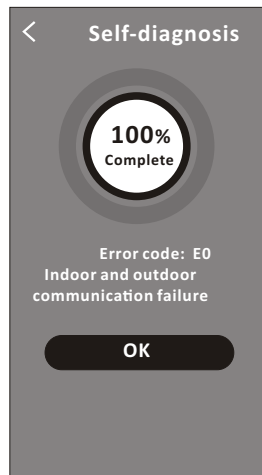 Self-diagnosis
100%
Complete
Error code: E0
Indoor and outdoor
communication failure
OK